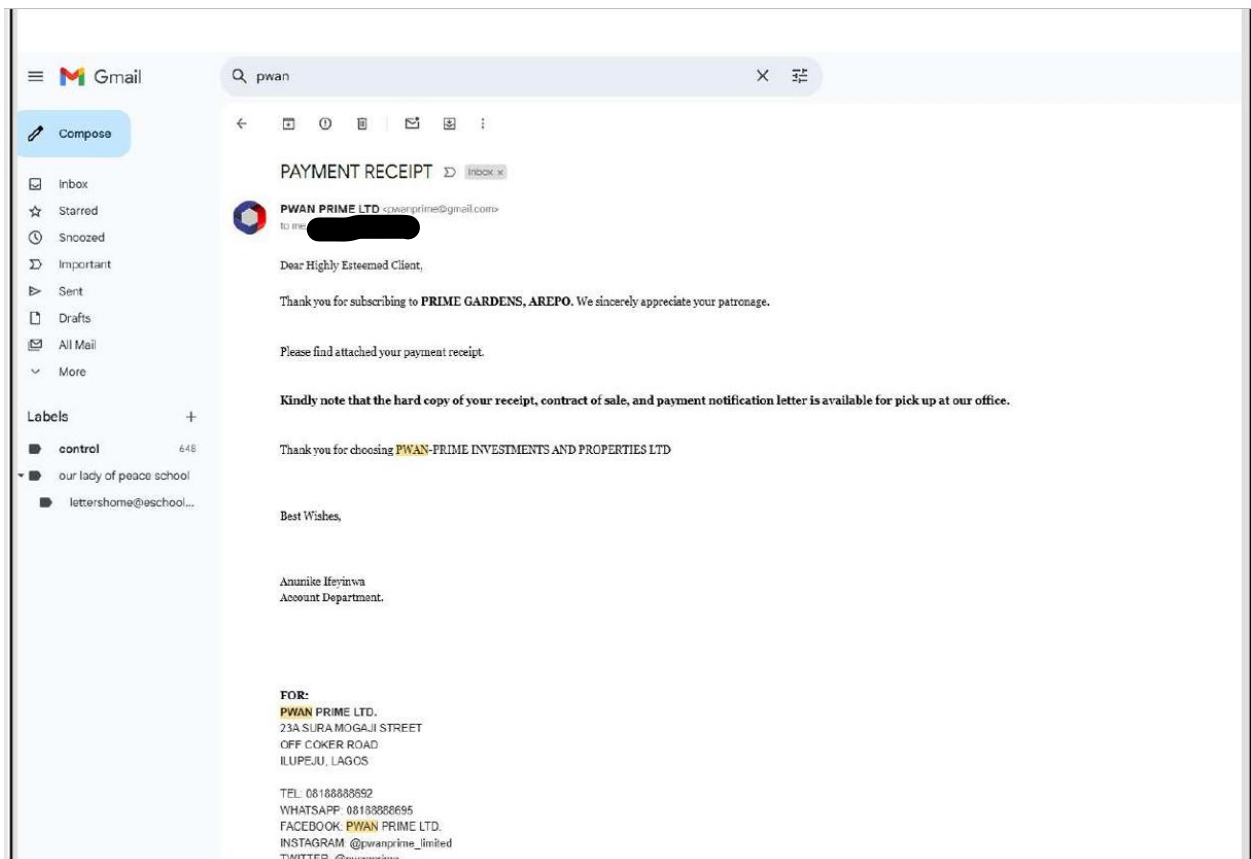 Gmail
pwan
Compose
Inbox
Starred
Snoozed
Important
Sent
Drafts
All Mail
More
Labels
control 648
our lady of peace school
lettershome@eschool...
PAYMENT RECEIPT Inbox x
PWAN PRIME LTD <pwanprime@gmail.com>
to me
Dear Highly Esteemed Client,
Thank you for subscribing to PRIME GARDENS, AREPO. We sincerely appreciate your patronage.
Please find attached your payment receipt.
Kindly note that the hard copy of your receipt, contract of sale, and payment notification letter is available for pick up at our office.
Thank you for choosing PWAN-PRIME INVESTMENTS AND PROPERTIES LTD
Best Wishes,
Anunike Ifeyinwa
Account Department.
FOR:
PWAN PRIME LTD.
23A SURA MOGAJI STREET
OFF COKER ROAD
ILUPEJU, LAGOS
TEL: 08188888692
WHATSAPP: 08188888695
FACEBOOK: PWAN PRIME LTD.
INSTAGRAM: @pwanprime_limited
TWITTER: @pwanprime